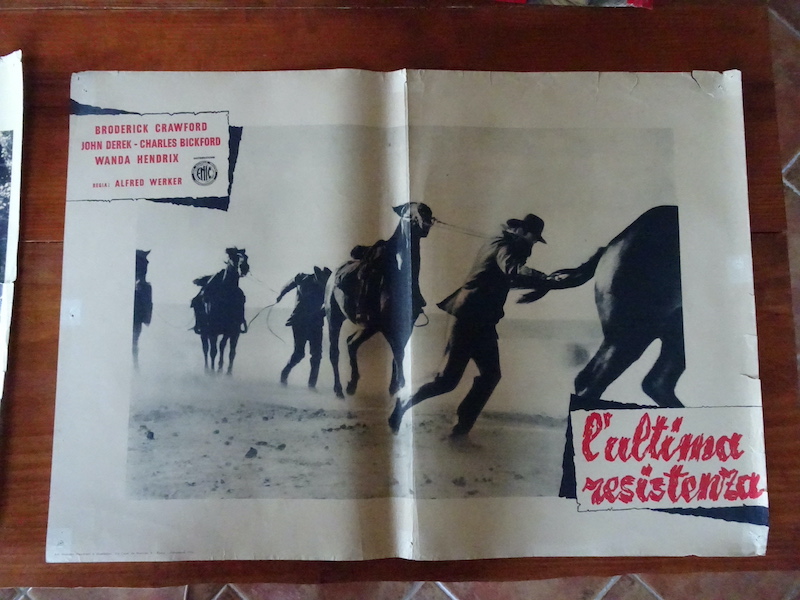 BRODERICK CRAWFORD
JOHN DEREK - CHARLES BICKFORD
WANDA HENDRIX
ENIC
REGIA: ALFRED WERKER
l'ultima
resistenza